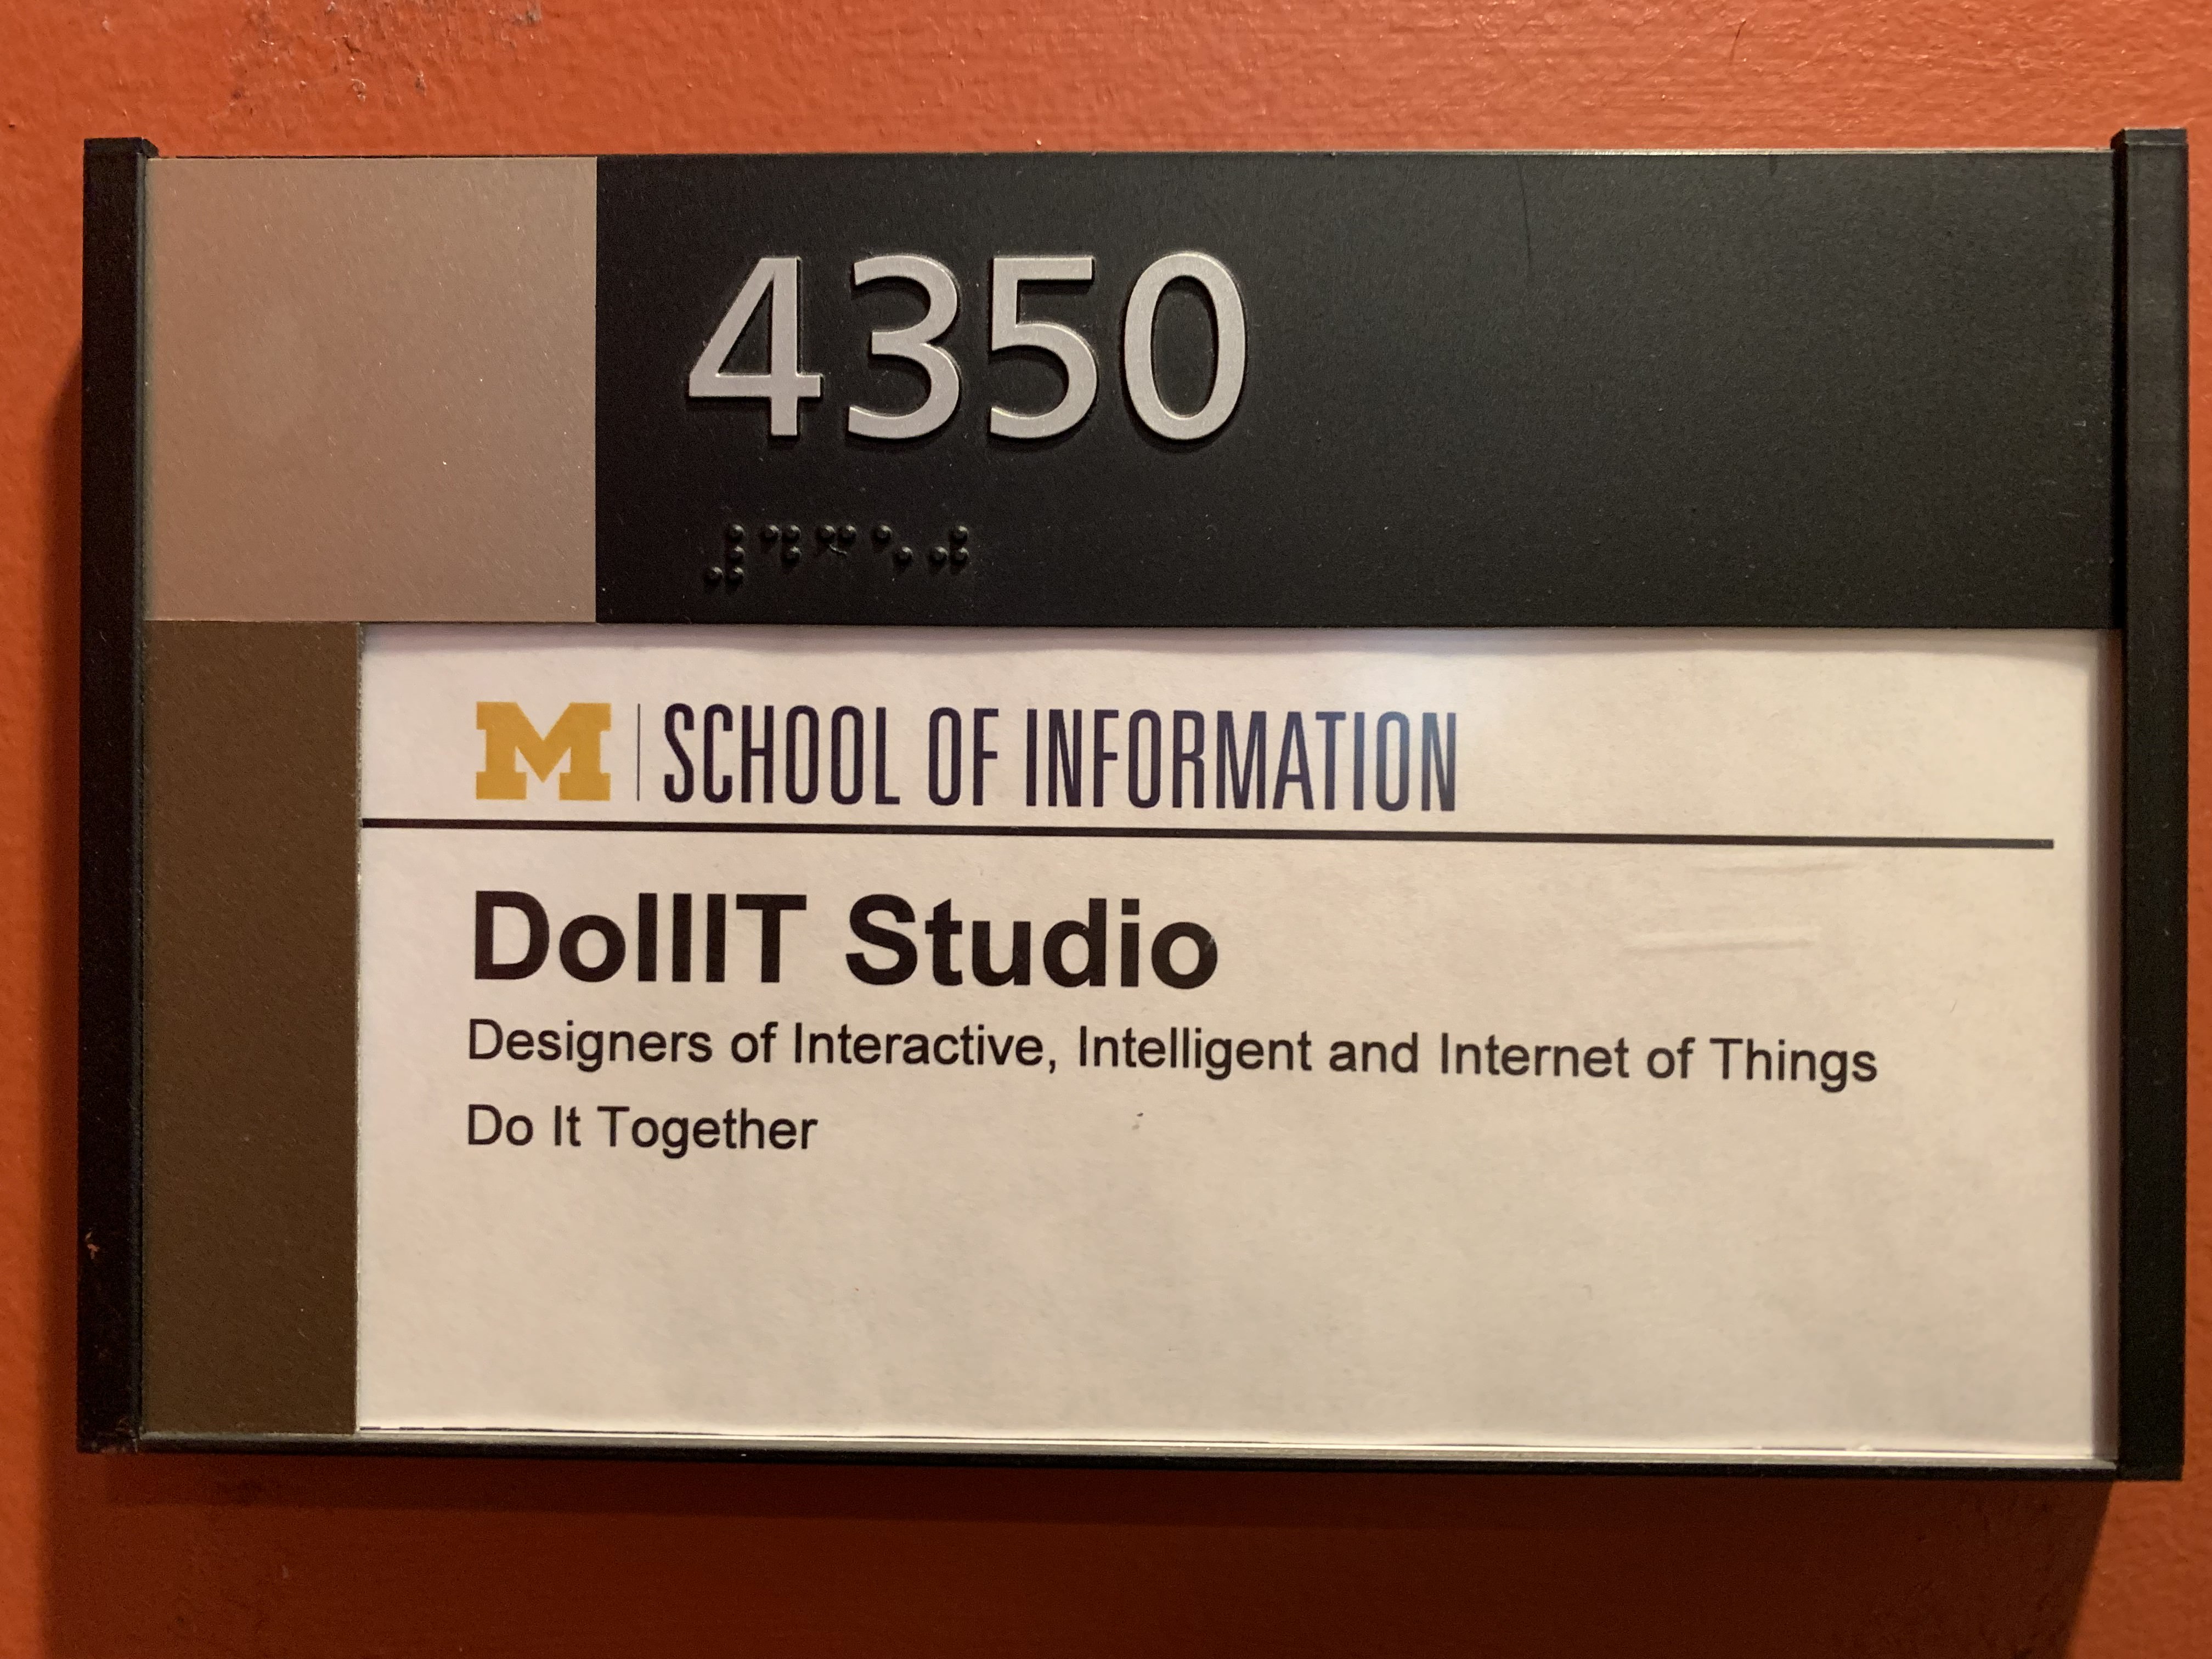 4350
⠼⠙⠉⠑⠚
M | SCHOOL OF INFORMATION
DoIIIT Studio
Designers of Interactive, Intelligent and Internet of Things
Do It Together